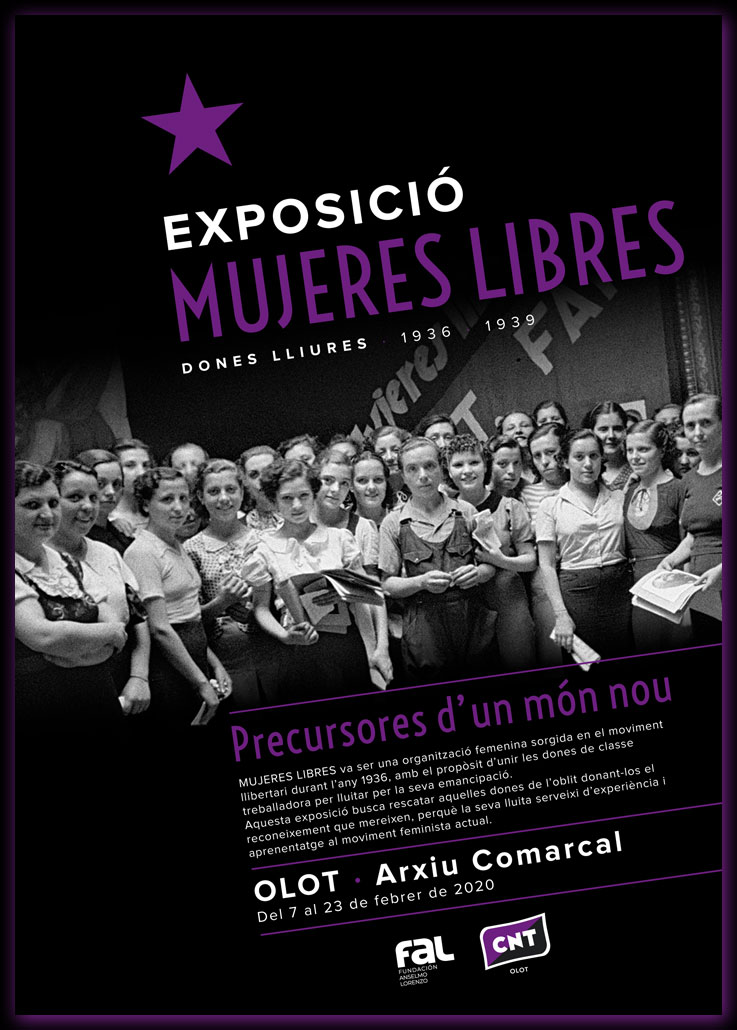 EXPOSICIÓ
MUJERES LIBRES
DONES LLIURES · 1936 1939
Mujeres li
T FAI
Precursores d'un món nou
MUJERES LIBRES va ser una organització femenina sorgida en el moviment
llibertari durant l'any 1936, amb el propòsit d'unir les dones de classe
treballadora per lluitar per la seva emancipació.
Aquesta exposició busca rescatar aquelles dones de l'oblit donant-los el
reconeixement que mereixen, perquè la seva lluita serveixi d'experiència i
aprenentatge al moviment feminista actual.
OLOT · Arxiu Comarcal
Del 7 al 23 de febrer de 2020
fal
FUNDACIÓN
ANSELMO
LORENZO
CNT
OLOT